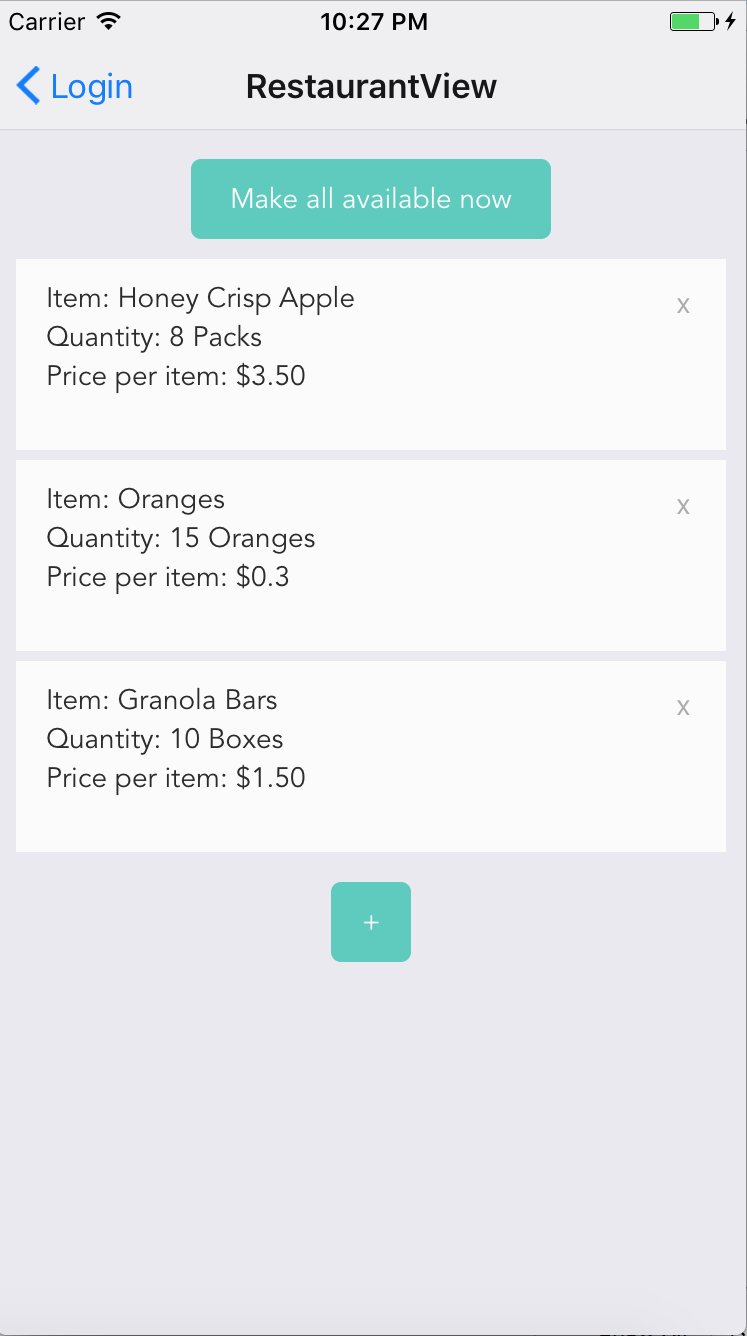 Carrier 10:27 PM
Login RestaurantView
Make all available now
Item: Honey Crisp Apple x
Quantity: 8 Packs
Price per item: $3.50
Item: Oranges x
Quantity: 15 Oranges
Price per item: $0.3
Item: Granola Bars x
Quantity: 10 Boxes
Price per item: $1.50
+